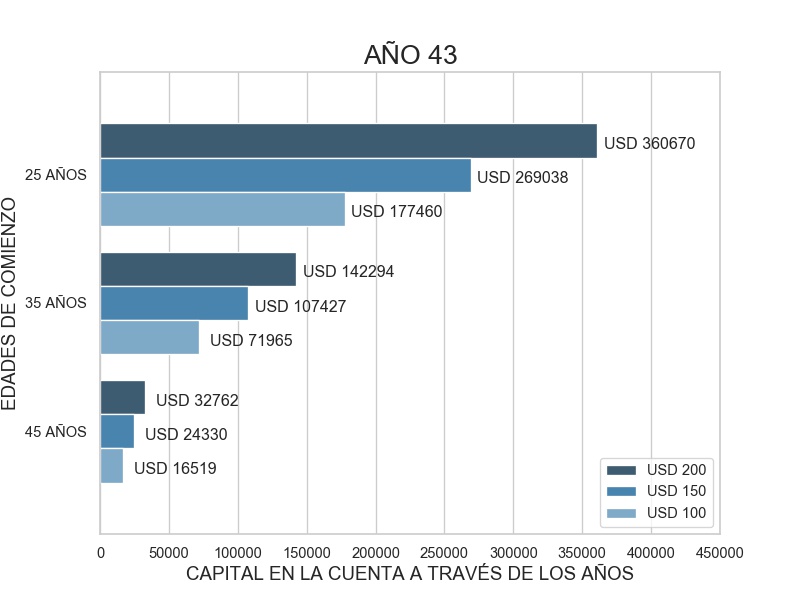 AÑO 43
EDADES DE COMIENZO
25 AÑOS
USD 360670
USD 269038
USD 177460
35 AÑOS
USD 142294
USD 107427
USD 71965
45 AÑOS
USD 32762
USD 24330
USD 16519
USD 200
USD 150
USD 100
0 50000 100000 150000 200000 250000 300000 350000 400000 450000
CAPITAL EN LA CUENTA A TRAVÉS DE LOS AÑOS